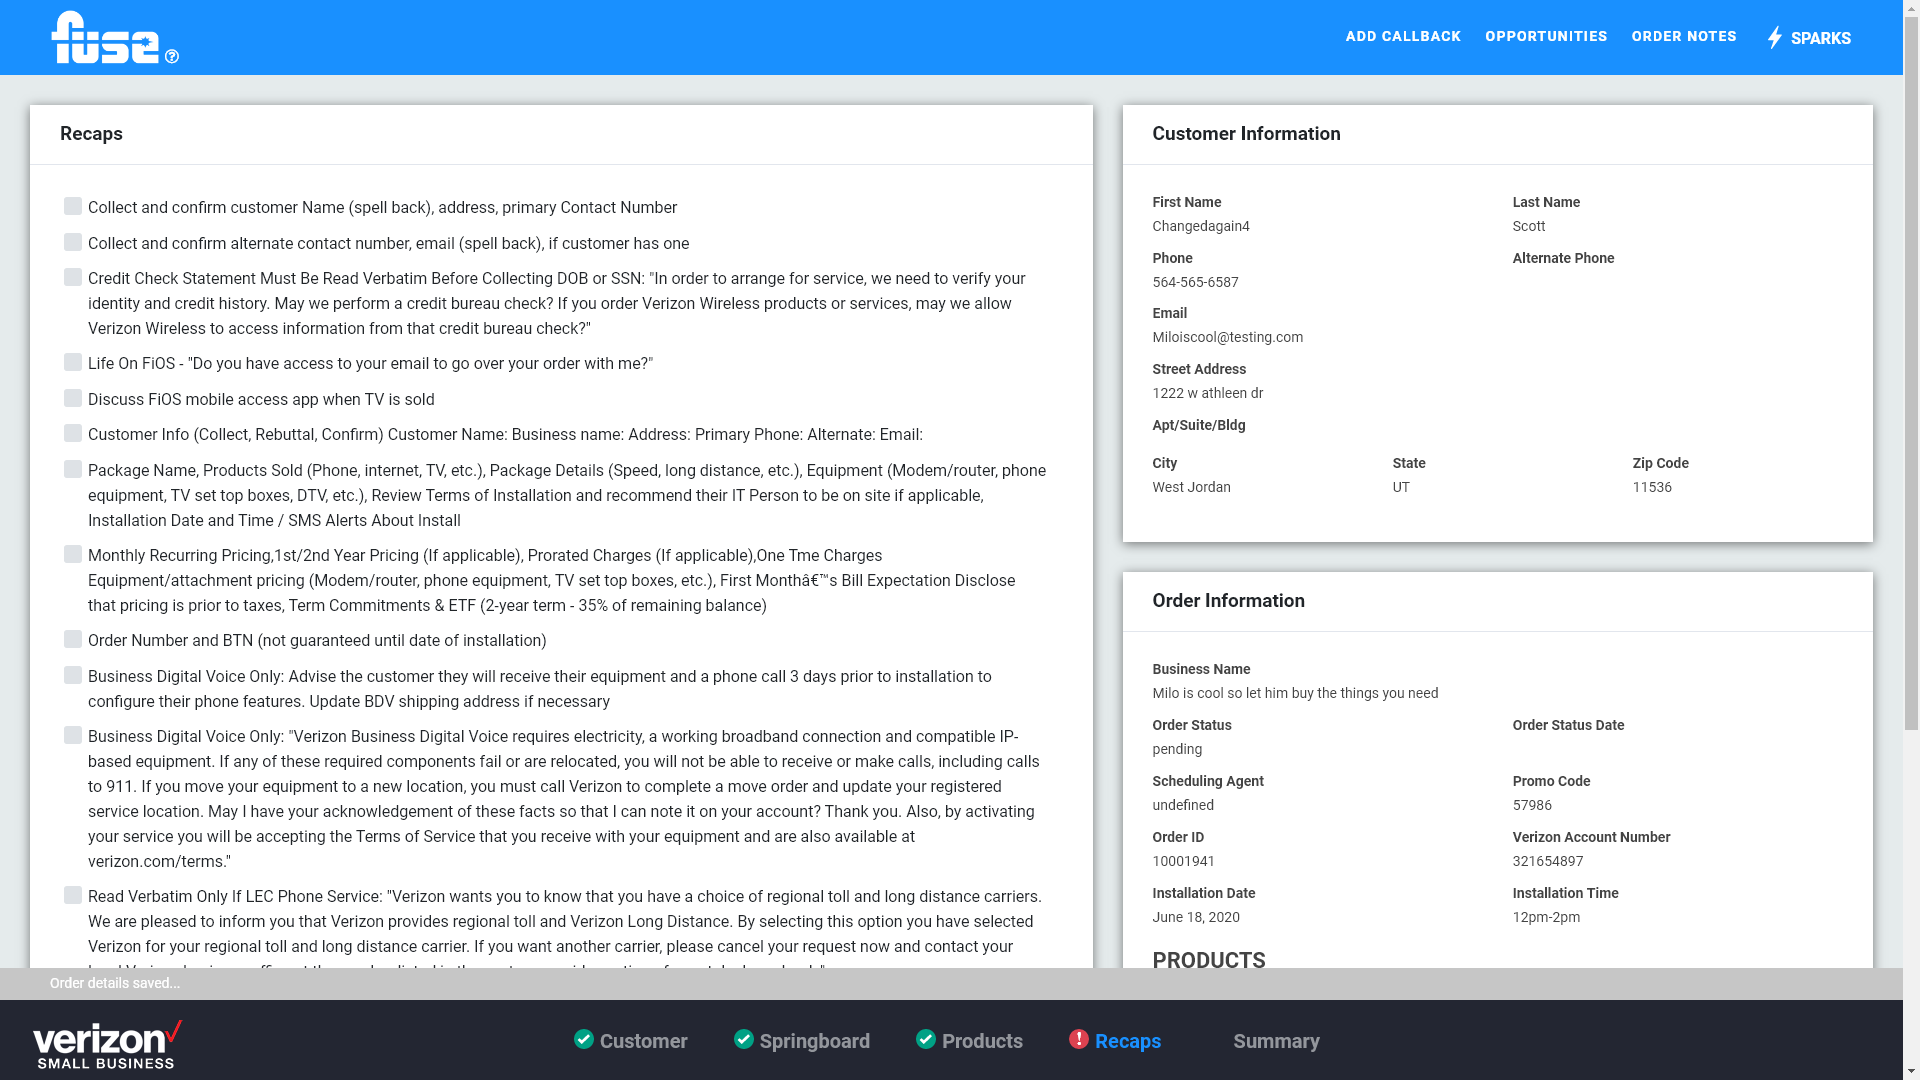 fuse
ADD CALLBACK OPPORTUNITIES ORDER NOTES SPARKS
Recaps
Collect and confirm customer Name (spell back), address, primary Contact Number
Collect and confirm alternate contact number, email (spell back), if customer has one
Credit Check Statement Must Be Read Verbatim Before Collecting DOB or SSN: "In order to arrange for service, we need to verify your
identity and credit history. May we perform a credit bureau check? If you order Verizon Wireless products or services, may we allow
Verizon Wireless to access information from that credit bureau check?"
Life On FiOS - "Do you have access to your email to go over your order with me?"
Discuss FiOS mobile access app when TV is sold
Customer Info (Collect, Rebuttal, Confirm) Customer Name: Business name: Address: Primary Phone: Alternate: Email:
Package Name, Products Sold (Phone, internet, TV, etc.), Package Details (Speed, long distance, etc.), Equipment (Modem/router, phone
equipment, TV set top boxes, DTV, etc.), Review Terms of Installation and recommend their IT Person to be on site if applicable,
Installation Date and Time / SMS Alerts About Install
Monthly Recurring Pricing,1st/2nd Year Pricing (If applicable), Prorated Charges (If applicable),One Tme Charges
Equipment/attachment pricing (Modem/router, phone equipment, TV set top boxes, etc.), First Monthâ€™s Bill Expectation Disclose
that pricing is prior to taxes, Term Commitments & ETF (2-year term - 35% of remaining balance)
Order Number and BTN (not guaranteed until date of installation)
Business Digital Voice Only: Advise the customer they will receive their equipment and a phone call 3 days prior to installation to
configure their phone features. Update BDV shipping address if necessary
Business Digital Voice Only: "Verizon Business Digital Voice requires electricity, a working broadband connection and compatible IP-
based equipment. If any of these required components fail or are relocated, you will not be able to receive or make calls, including calls
to 911. If you move your equipment to a new location, you must call Verizon to complete a move order and update your registered
service location. May I have your acknowledgement of these facts so that I can note it on your account? Thank you. Also, by activating
your service you will be accepting the Terms of Service that you receive with your equipment and are also available at
verizon.com/terms."
Read Verbatim Only If LEC Phone Service: "Verizon wants you to know that you have a choice of regional toll and long distance carriers.
We are pleased to inform you that Verizon provides regional toll and Verizon Long Distance. By selecting this option you have selected
Verizon for your regional toll and long distance carrier. If you want another carrier, please cancel your request now and contact your
Customer Information
First Name Last Name
Changedagain4 Scott
Phone Alternate Phone
564-565-6587
Email
Miloiscool@testing.com
Street Address
1222 w athleen dr
Apt/Suite/Bldg
City State Zip Code
West Jordan UT 11536
Order Information
Business Name
Milo is cool so let him buy the things you need
Order Status Order Status Date
pending
Scheduling Agent Promo Code
undefined 57986
Order ID Verizon Account Number
10001941 321654897
Installation Date Installation Time
June 18, 2020 12pm-2pm
PRODUCTS
Order details saved...
verizon
SMALL BUSINESS
Customer Springboard Products Recaps Summary